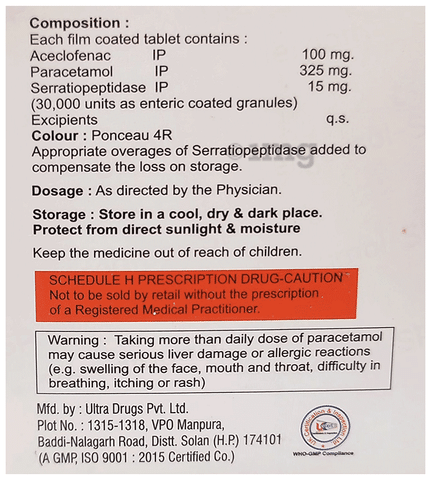 Composition :
Each film coated tablet contains :
Aceclofenac IP 100 mg.
Paracetamol IP 325 mg.
Serratiopeptidase IP 15 mg.
(30,000 units as enteric coated granules)
Excipients q.s.
Colour : Ponceau 4R
Appropriate overages of Serratiopeptidase added to
compensate the loss on storage.
Dosage : As directed by the Physician.
Storage : Store in a cool, dry & dark place.
Protect from direct sunlight & moisture
Keep the medicine out of reach of children.
SCHEDULE H PRESCRIPTION DRUG-CAUTION
Not to be sold by retail without the prescription
of a Registered Medical Practitioner.
Warning : Taking more than daily dose of paracetamol
may cause serious liver damage or allergic reactions
(e.g. swelling of the face, mouth and throat, difficulty in
breathing, itching or rash)
Mfd. by : Ultra Drugs Pvt. Ltd.
Plot No. : 1315-1318, VPO Manpura,
Baddi-Nalagarh Road, Distt. Solan (H.P.) 174101
(A GMP, ISO 9001 : 2015 Certified Co.)
WHO-GMP Compliance